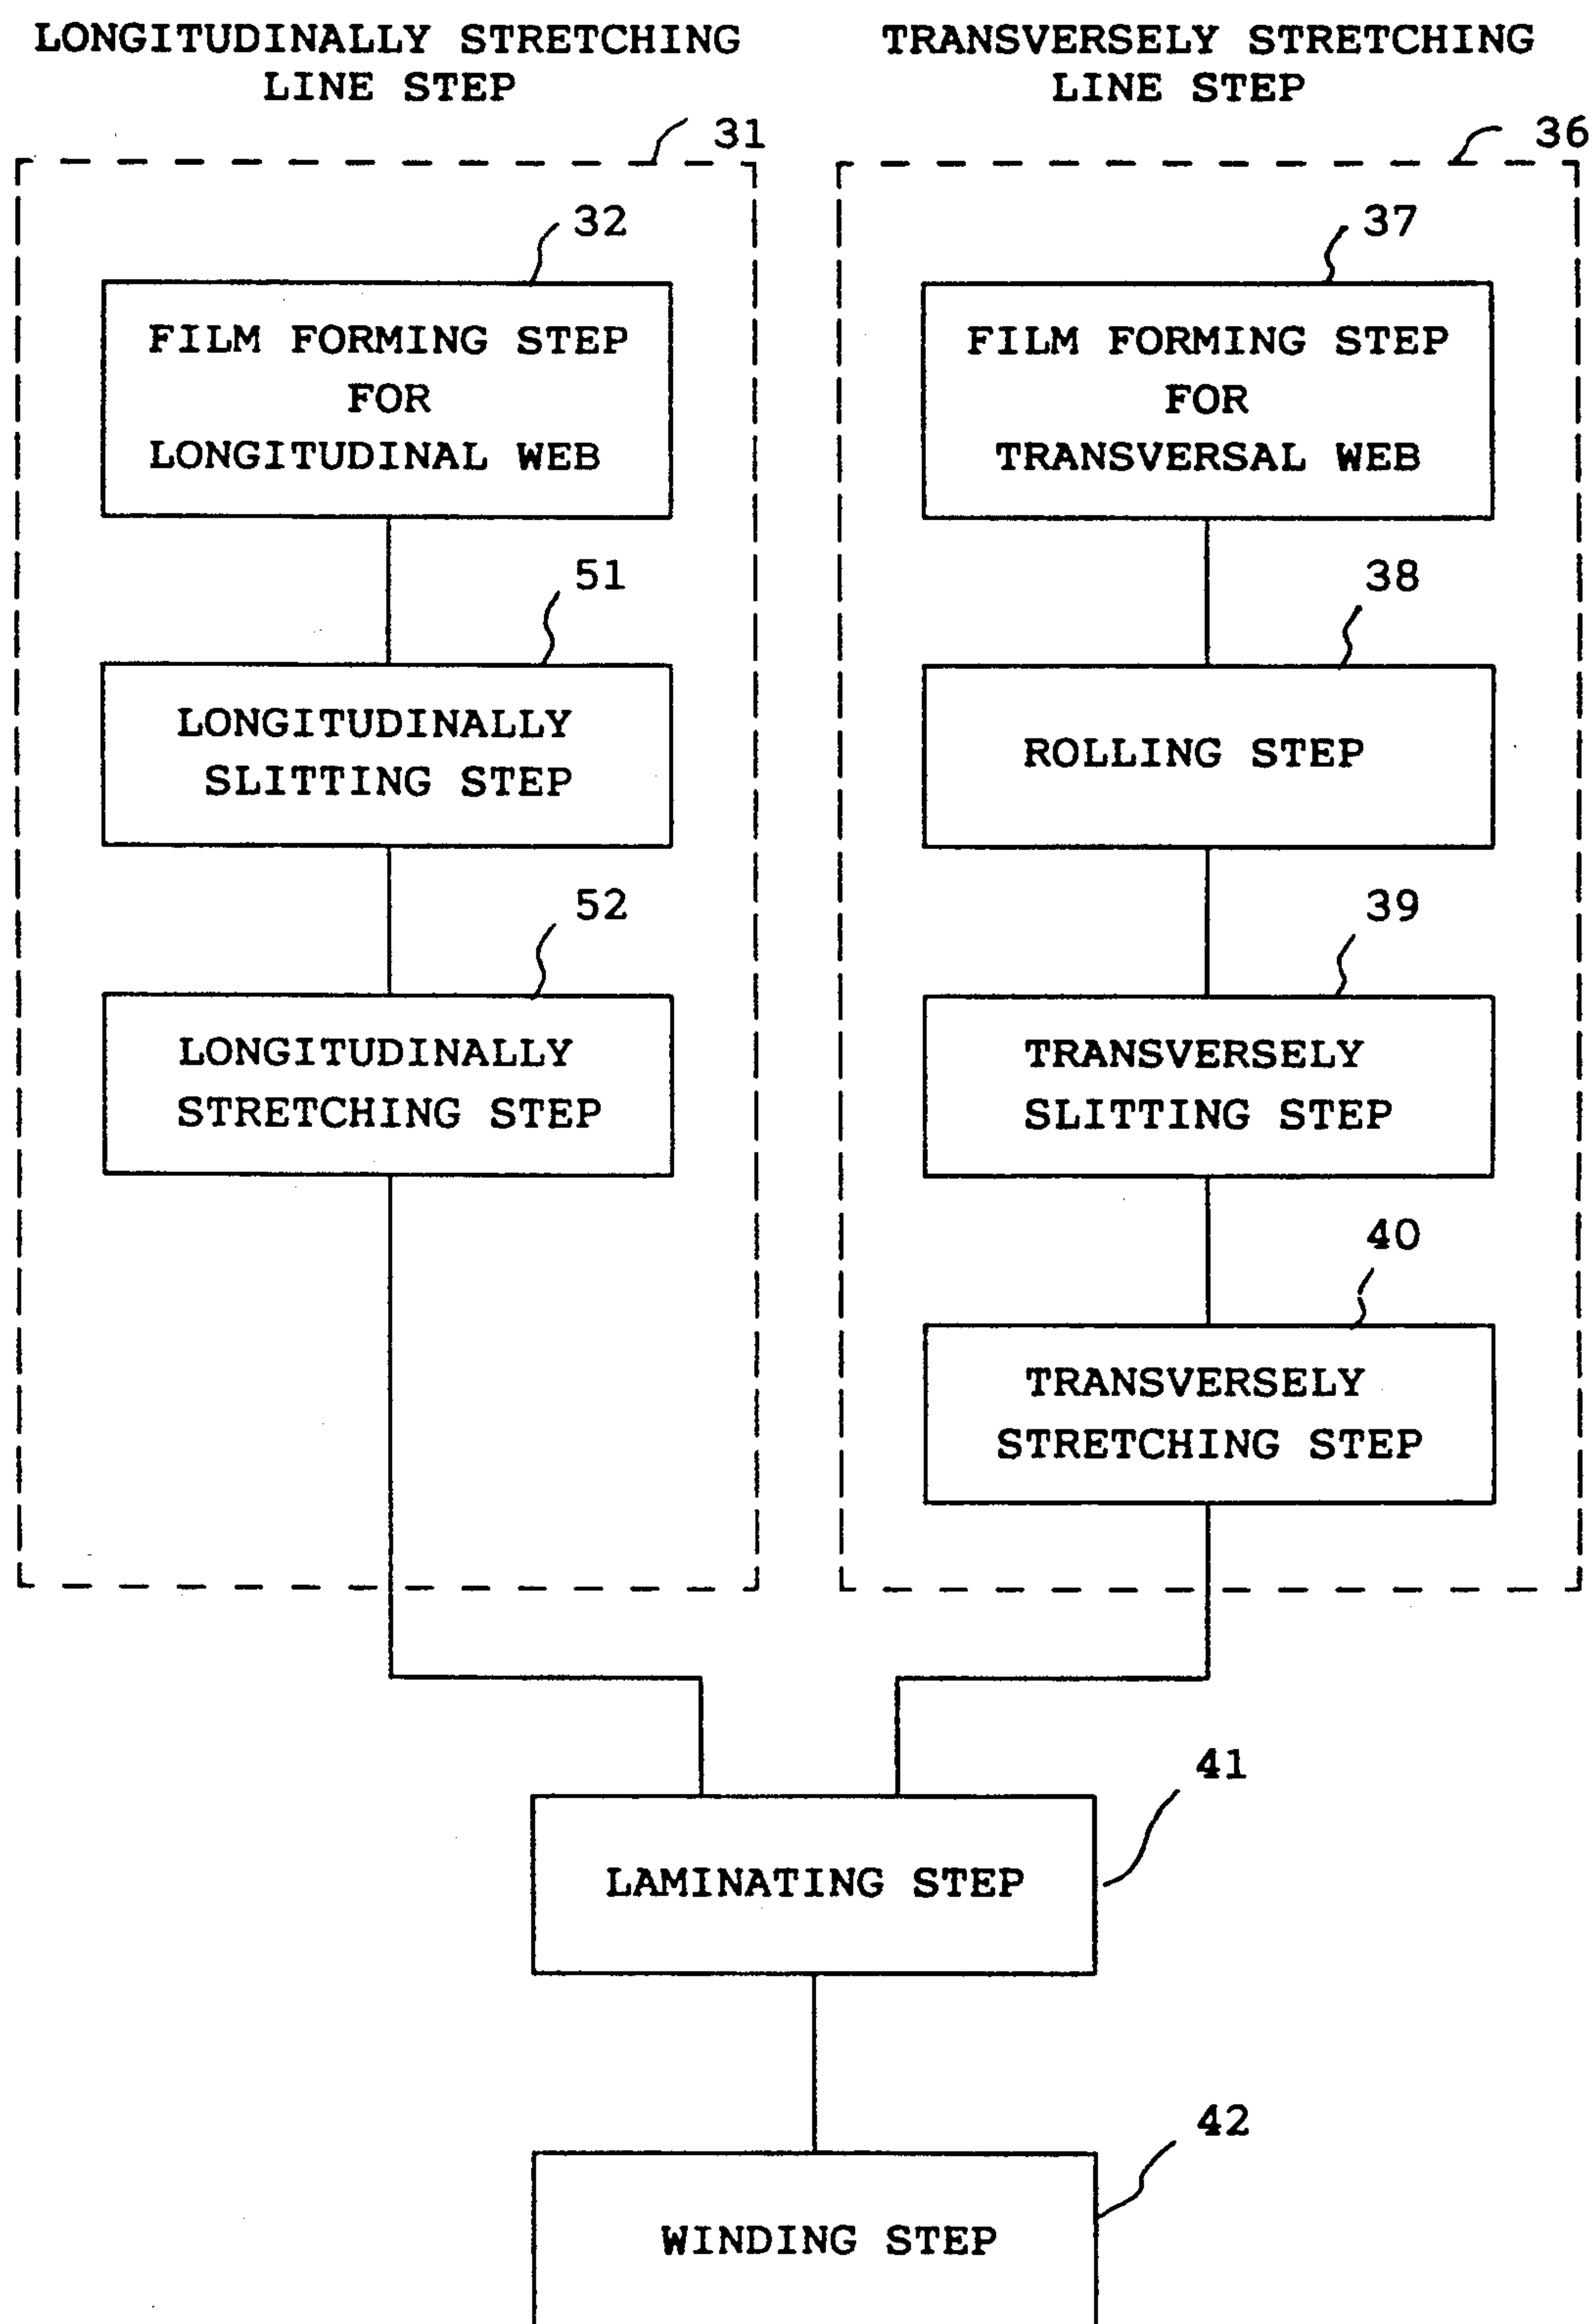 LONGITUDINALLY STRETCHING
LINE STEP
31
32
FILM FORMING STEP
FOR
LONGITUDINAL WEB
51
LONGITUDINALLY
SLITTING STEP
52
LONGITUDINALLY
STRETCHING STEP
TRANSVERSELY STRETCHING
LINE STEP
36
37
FILM FORMING STEP
FOR
TRANSVERSAL WEB
38
ROLLING STEP
39
TRANSVERSELY
SLITTING STEP
40
TRANSVERSELY
STRETCHING STEP
41
LAMINATING STEP
42
WINDING STEP